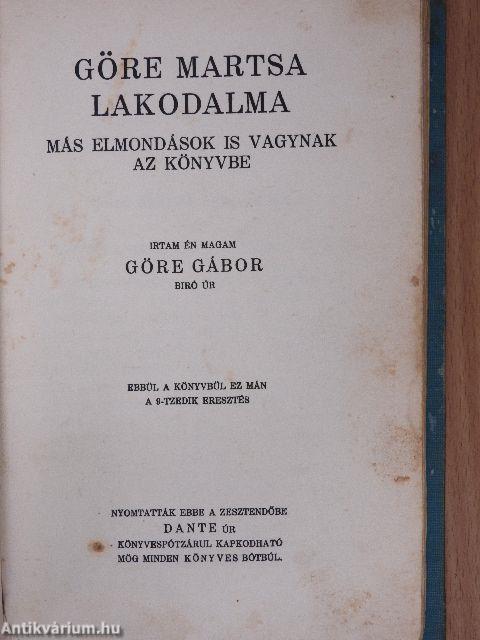 GÖRE MARTSA
LAKODALMA
MÁS ELMONDÁSOK IS VAGYNAK
AZ KÖNYVBE
IRTAM ÉN MAGAM
GÖRE GÁBOR
BIRÓ ÚR
EBBÜL A KÖNYVBÜL EZ MÁN
A 9-TZEDIK ERESZTÉS
NYOMTATTÁK EBBE A ZESZTENDŐBE
DANTE ÚR
KÖNYVESPÓTZÁRUL KAPKODHATÓ
MÖG MINDEN KÖNYVES BÓTBÚL.
Antikvárium.hu